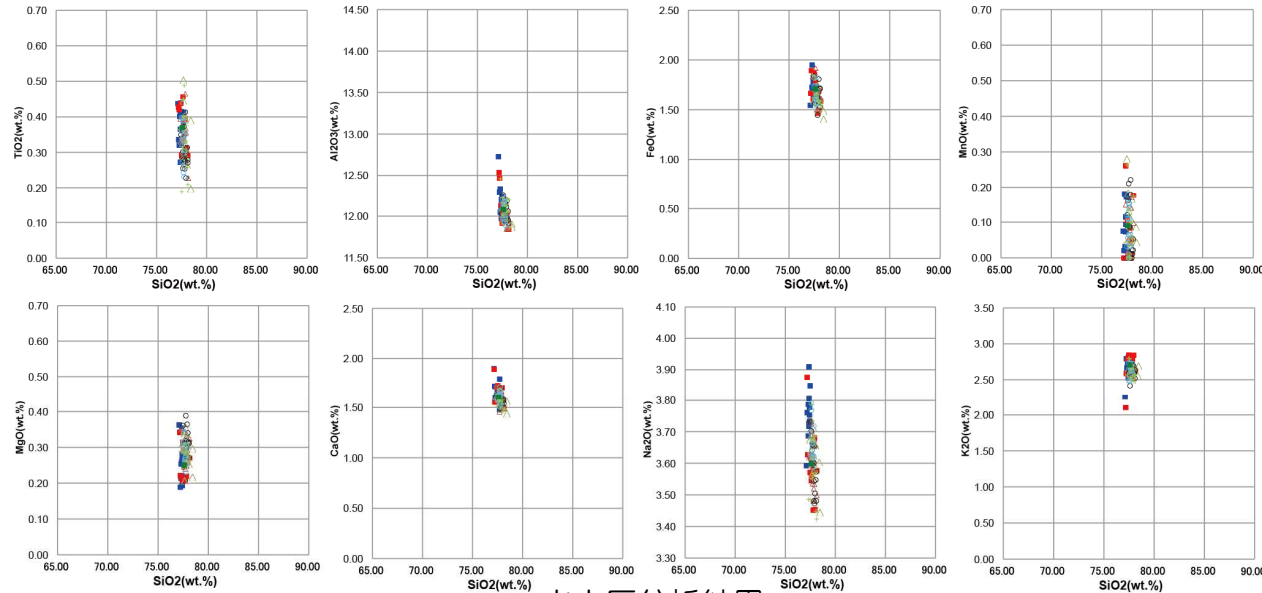 0.70 0.60 0.50 0.40 0.30 0.20 0.10 0.00
TiO2(wt.%)
65.00 70.00 75.00 80.00 85.00 90.00
SiO2(wt.%)
14.50 14.00 13.50 13.00 12.50 12.00 11.50
Al2O3(wt.%)
65.00 70.00 75.00 80.00 85.00 90.00
SiO2(wt.%)
2.50 2.00 1.50 1.00 0.50 0.00
FeO(wt.%)
65.00 70.00 75.00 80.00 85.00 90.00
SiO2(wt.%)
0.70 0.60 0.50 0.40 0.30 0.20 0.10 0.00
MnO(wt.%)
65.00 70.00 75.00 80.00 85.00 90.00
SiO2(wt.%)
0.70 0.60 0.50 0.40 0.30 0.20 0.10 0.00
MgO(wt.%)
65.00 70.00 75.00 80.00 85.00 90.00
SiO2(wt.%)
2.50 2.00 1.50 1.00 0.50 0.00
CaO(wt.%)
65.00 70.00 75.00 80.00 85.00 90.00
SiO2(wt.%)
4.10 4.00 3.90 3.80 3.70 3.60 3.50 3.40 3.30
Na2O(wt.%)
65.00 70.00 75.00 80.00 85.00 90.00
SiO2(wt.%)
3.50 3.00 2.50 2.00 1.50 1.00 0.50 0.00
K2O(wt.%)
65.00 70.00 75.00 80.00 85.00 90.00
SiO2(wt.%)